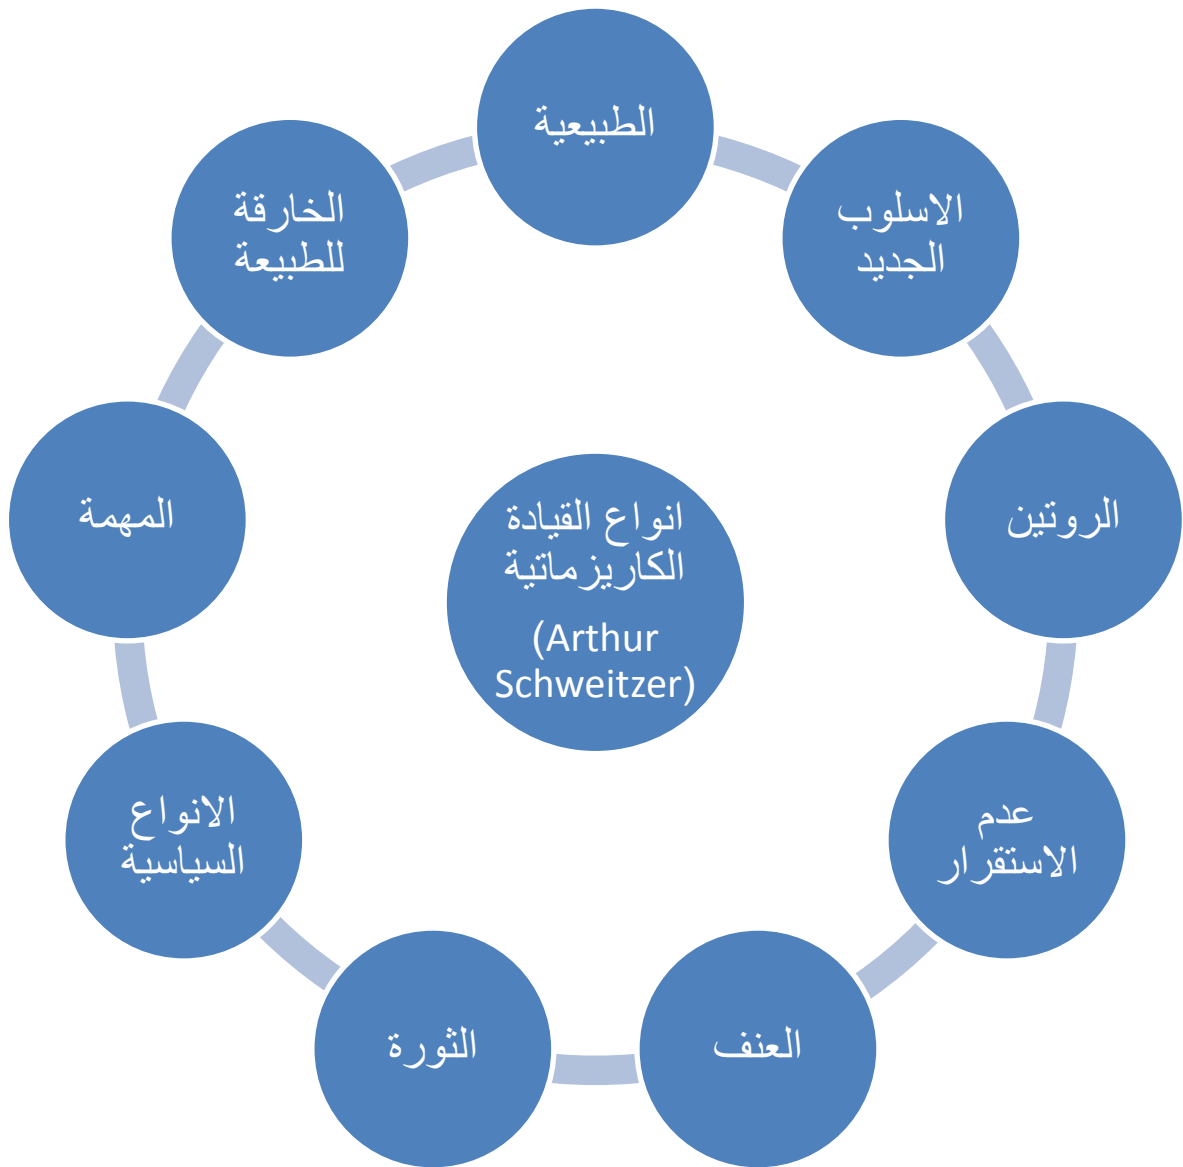 الطبيعية
الاسلوب
الجديد
الروتين
عدم
الاستقرار
العنف
الثورة
الانواع
السياسية
المهمة
الخارقة
للطبيعة
انواع القيادة
الكاريزماتية
(Arthur
Schweitzer)